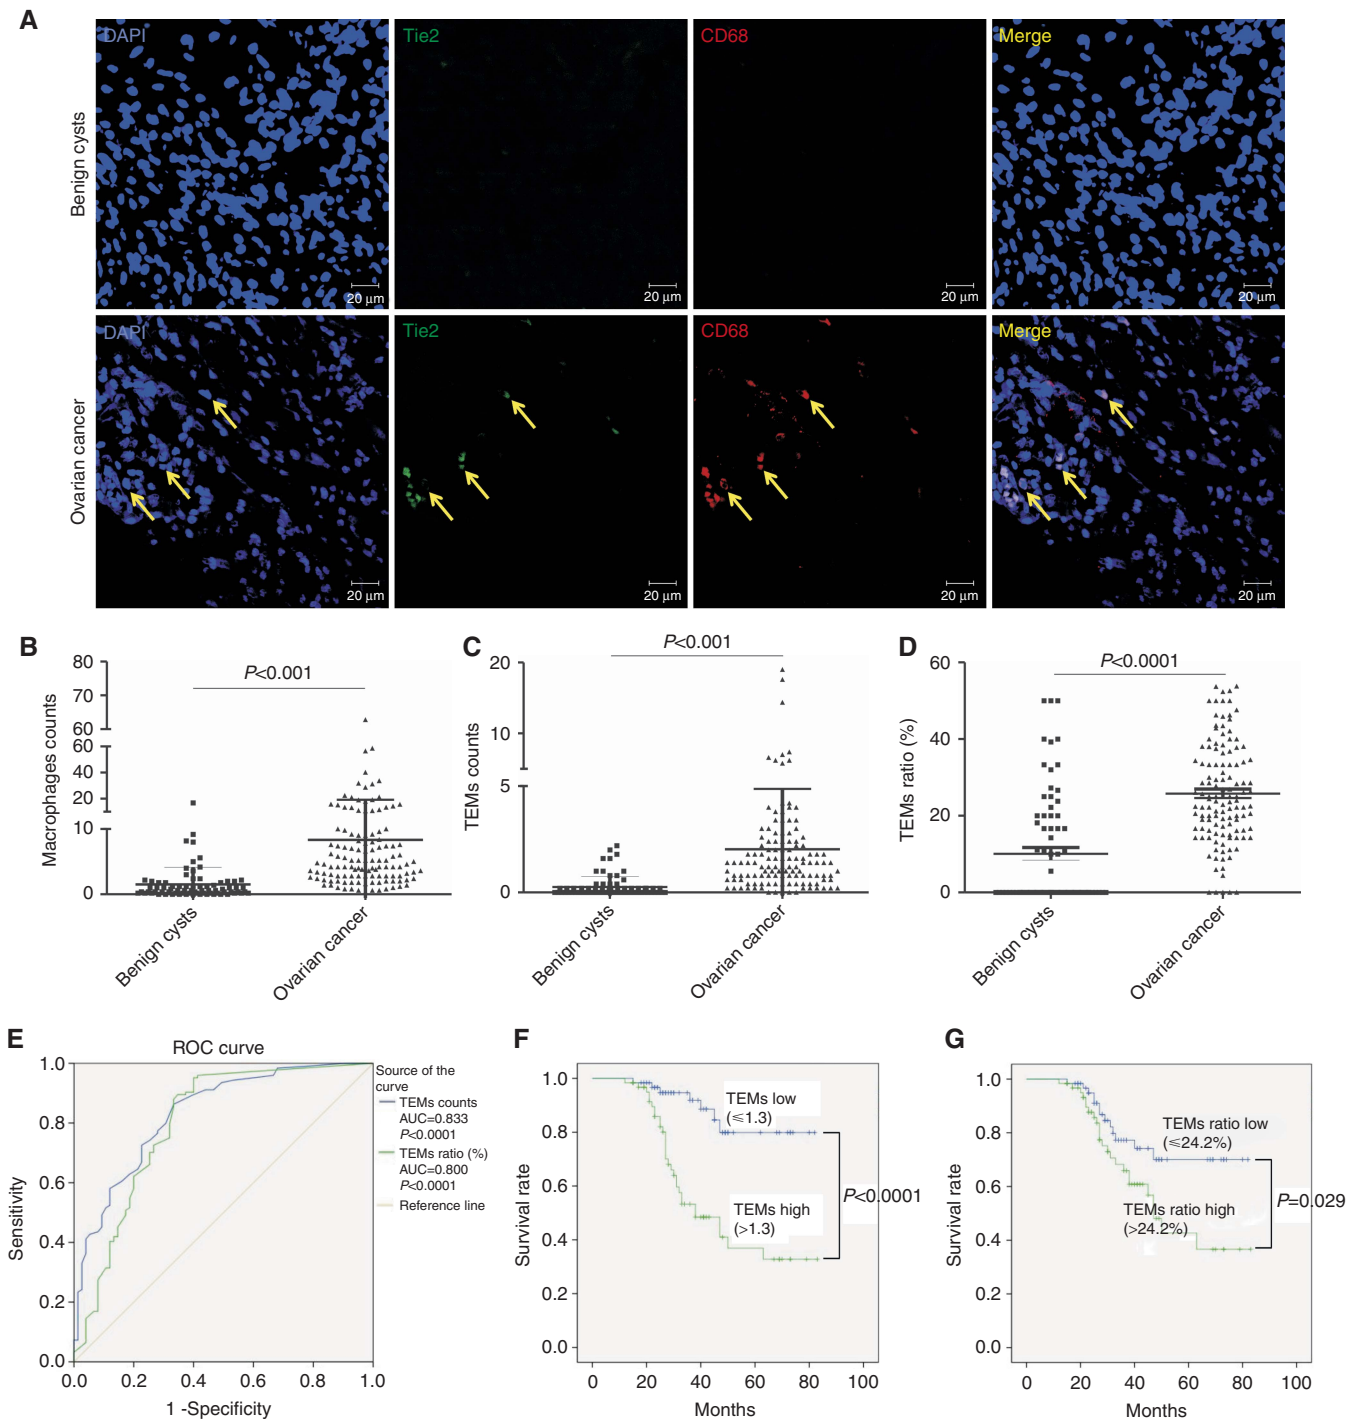 A
DAPI
Tie2
CD68
Merge
Benign cysts
20 µm
20 µm
20 µm
20 µm
DAPI
Tie2
CD68
Merge
Ovarian cancer
20 µm
20 µm
20 µm
20 µm
B
P<0.001
Macrophages counts
80
70
60
60
40
20
10
0
Benign cysts
Ovarian cancer
C
P<0.001
TEMs counts
20
10
5
0
Benign cysts
Ovarian cancer
D
P<0.0001
TEMs ratio (%)
60
40
20
0
Benign cysts
Ovarian cancer
E
ROC curve
Sensitivity
1.0
0.8
0.6
0.4
0.2
0.0
0.0 0.2 0.4 0.6 0.8 1.0
1 -Specificity
Source of the
curve
TEMs counts
AUC=0.833
P<0.0001
TEMs ratio (%)
AUC=0.800
P<0.0001
Reference line
F
Survival rate
1.0
0.8
0.6
0.4
0.2
0.0
TEMs low
(⩽1.3)
P<0.0001
TEMs high
(>1.3)
0 20 40 60 80 100
Months
G
Survival rate
1.0
0.8
0.6
0.4
0.2
0.0
TEMs ratio low
(⩽24.2%)
P=0.029
TEMs ratio high
(>24.2%)
0 20 40 60 80 100
Months